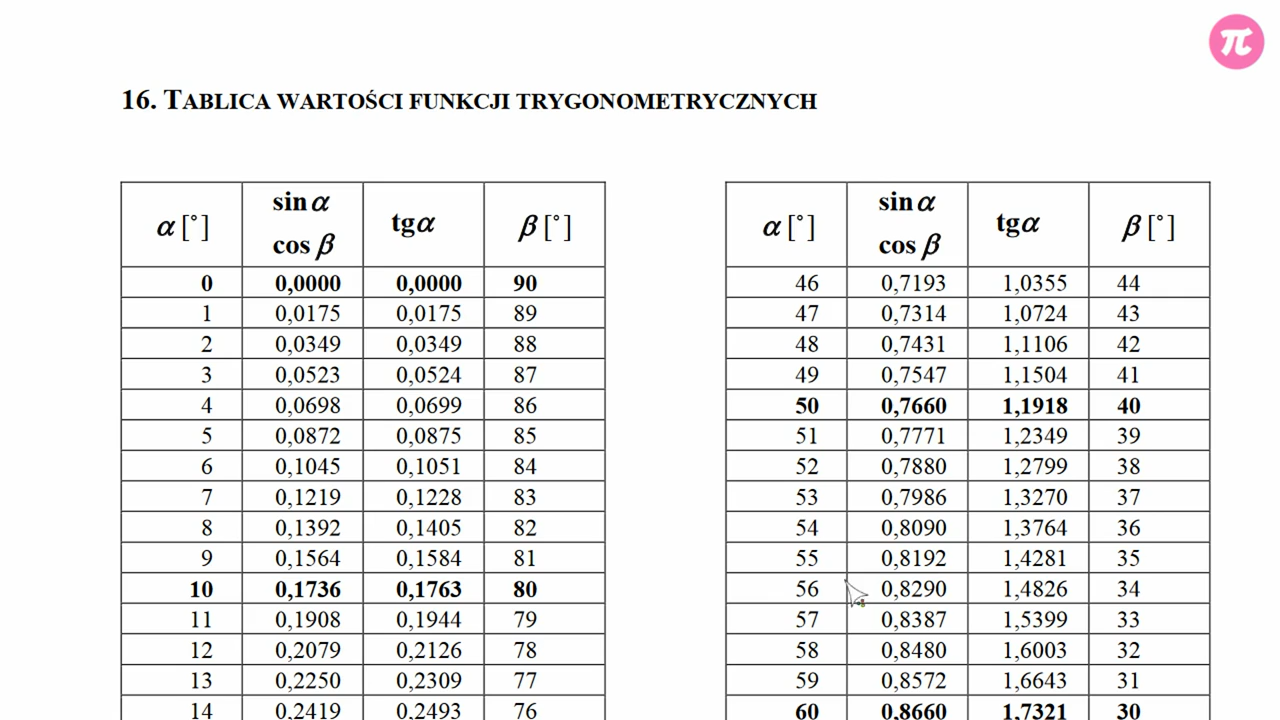 π
16. TABLICA WARTOŚCI FUNKCJI TRYGONOMETRYCZNYCH
α [°] sin α cos β tg α β [°]
0 0,0000 0,0000 90
1 0,0175 0,0175 89
2 0,0349 0,0349 88
3 0,0523 0,0524 87
4 0,0698 0,0699 86
5 0,0872 0,0875 85
6 0,1045 0,1051 84
7 0,1219 0,1228 83
8 0,1392 0,1405 82
9 0,1564 0,1584 81
10 0,1736 0,1763 80
11 0,1908 0,1944 79
12 0,2079 0,2126 78
13 0,2250 0,2309 77
14 0,2419 0,2493 76
α [°] sin α cos β tg α β [°]
46 0,7193 1,0355 44
47 0,7314 1,0724 43
48 0,7431 1,1106 42
49 0,7547 1,1504 41
50 0,7660 1,1918 40
51 0,7771 1,2349 39
52 0,7880 1,2799 38
53 0,7986 1,3270 37
54 0,8090 1,3764 36
55 0,8192 1,4281 35
56 0,8290 1,4826 34
57 0,8387 1,5399 33
58 0,8480 1,6003 32
59 0,8572 1,6643 31
60 0,8660 1,7321 30